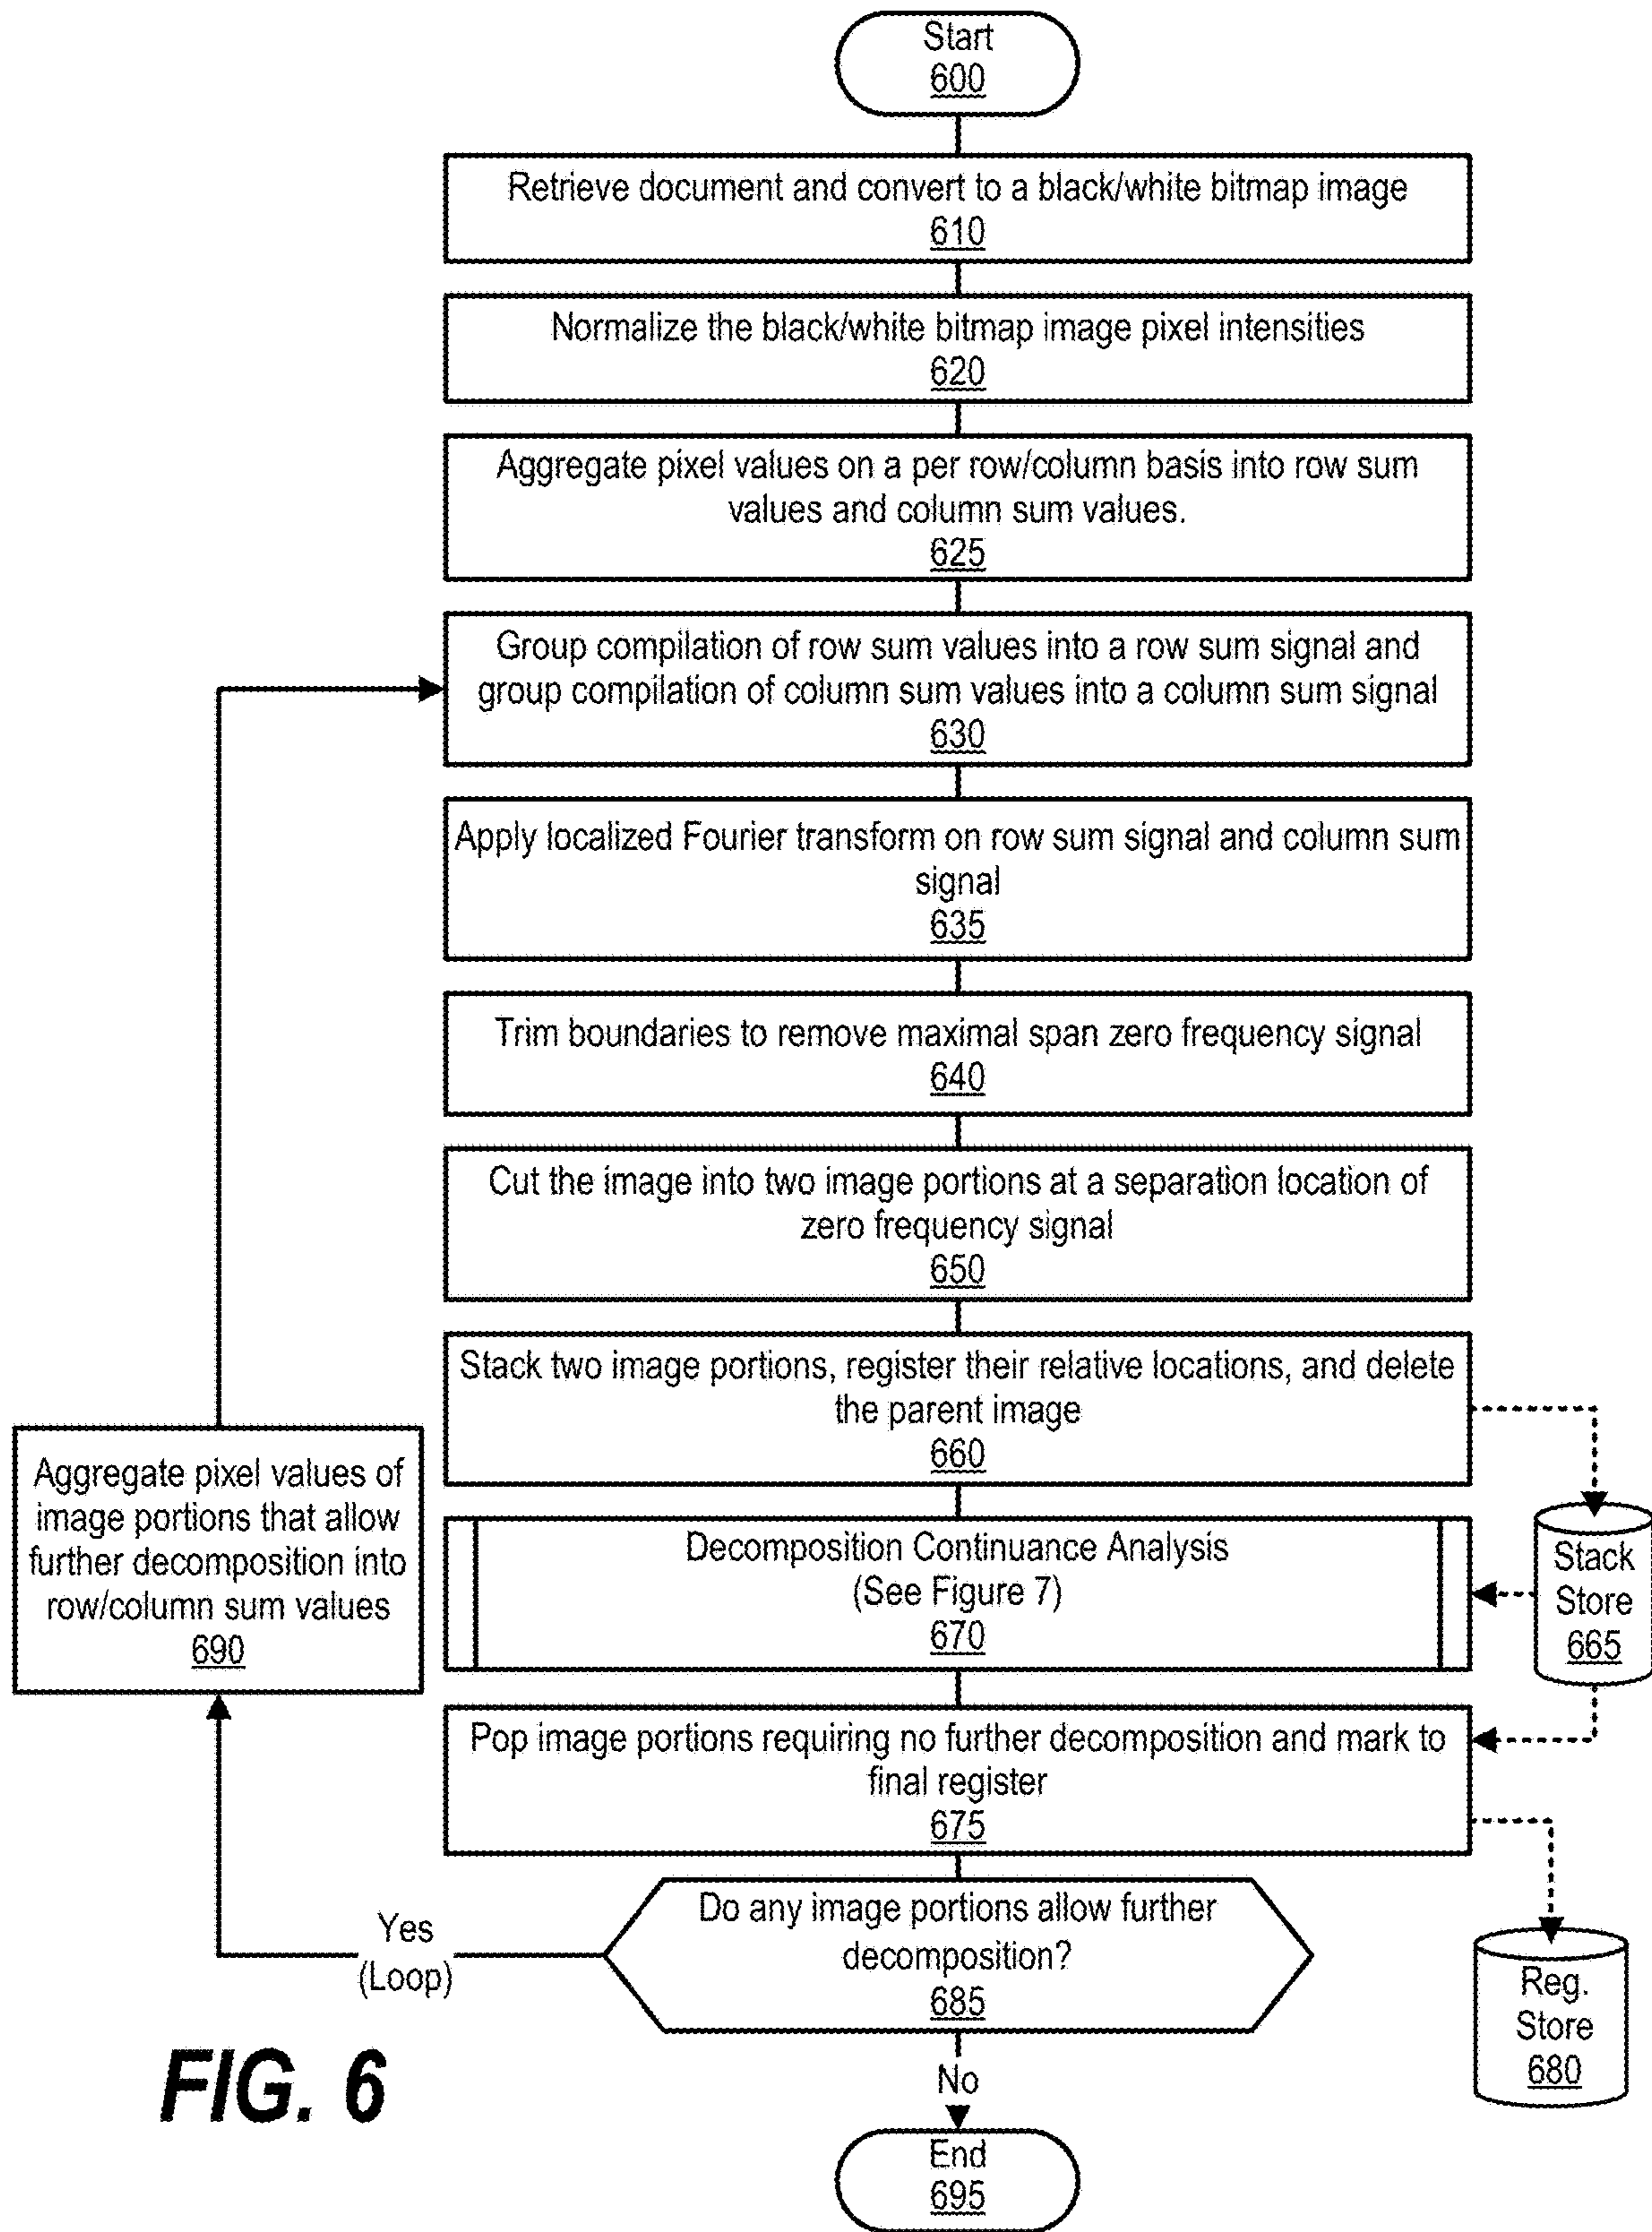 Start
600
Retrieve document and convert to a black/white bitmap image
610
Normalize the black/white bitmap image pixel intensities
620
Aggregate pixel values on a per row/column basis into row sum
values and column sum values.
625
Group compilation of row sum values into a row sum signal and
group compilation of column sum values into a column sum signal
630
Apply localized Fourier transform on row sum signal and column sum
signal
635
Trim boundaries to remove maximal span zero frequency signal
640
Cut the image into two image portions at a separation location of
zero frequency signal
650
Stack two image portions, register their relative locations, and delete
the parent image
660
Stack
Store
665
Decomposition Continuance Analysis
(See Figure 7)
670
Pop image portions requiring no further decomposition and mark to
final register
675
Reg.
Store
680
Do any image portions allow further
decomposition?
685
Yes
(Loop)
Aggregate pixel values of
image portions that allow
further decomposition into
row/column sum values
690
No
End
695
FIG. 6